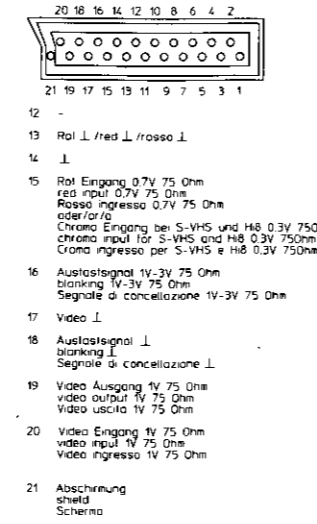 20 18 16 14 12 10 8 6 4 2
21 19 17 15 13 11 9 7 5 3 1
12 -
13 Rot ⊥ /red ⊥ /rosso ⊥
14 ⊥
15 Rot Eingang 0.7V 75 Ohm
red input 0.7V 75 Ohm
Rosso ingresso 0.7V 75 Ohm
oder/or/o
Chroma Eingang bei S-VHS und Hi8 0.3V 750
chroma input for S-VHS and Hi8 0.3V 750hm
Croma ingresso per S-VHS e Hi8 0.3V 750hm
16 Austastsignal 1V-3V 75 Ohm
blanking 1V-3V 75 Ohm
Segnale di concellazione 1V-3V 75 Ohm
17 Video ⊥
18 Austastsignal ⊥
blanking ⊥
Segnale di concellazione ⊥
19 Video Ausgang 1V 75 Ohm
video output 1V 75 Ohm
Video uscita 1V 75 Ohm
20 Video Eingang 1V 75 Ohm
video input 1V 75 Ohm
Video ingresso 1V 75 Ohm
21 Abschirmung
shield
Schermo